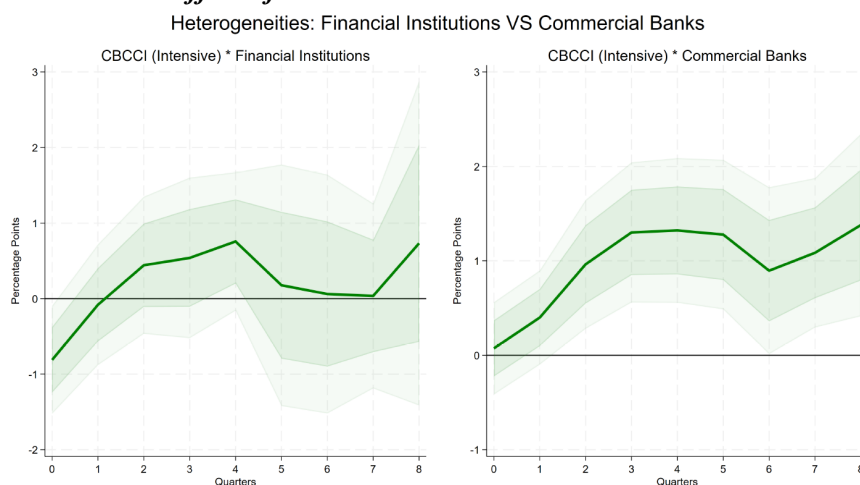 Heterogeneities: Financial Institutions VS Commercial Banks
CBCCI (Intensive) * Financial Institutions
3
2
1
0
-1
-2
Percentage Points
0 1 2 3 4 5 6 7 8
Quarters
CBCCI (Intensive) * Commercial Banks
3
2
1
0
-1
Percentage Points
0 1 2 3 4 5 6 7 8
Quarters